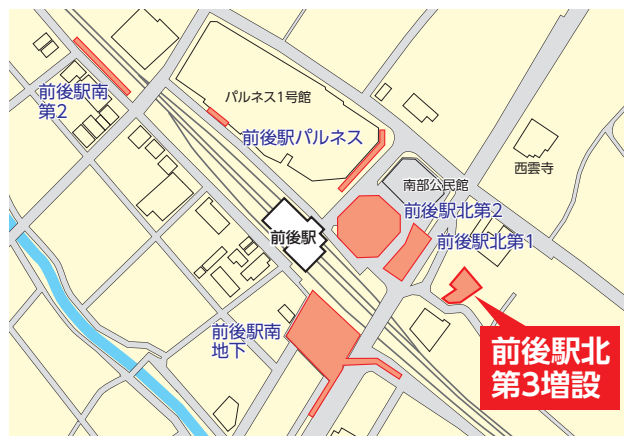 前後駅南
第2
パルネス1号館
前後駅パルネス
西雲寺
南部公民館
前後駅北第2
前後駅北第1
前後駅
前後駅南
地下
前後駅北
第3増設